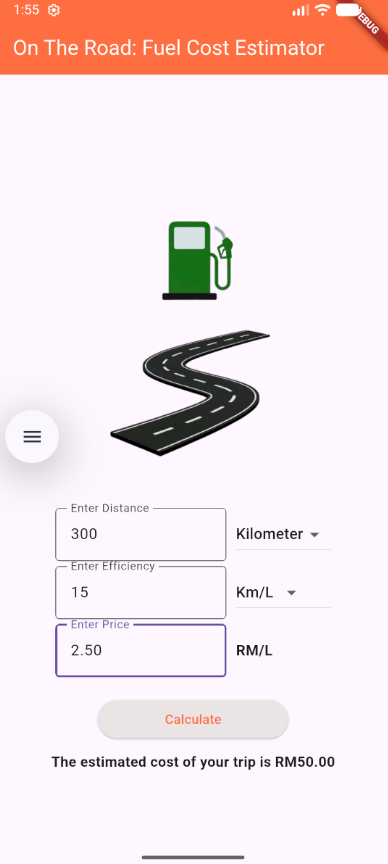 1:55
DEBUG
On The Road: Fuel Cost Estimator
Enter Distance
300
Kilometer
Enter Efficiency
15
Km/L
Enter Price
2.50
RM/L
Calculate
The estimated cost of your trip is RM50.00